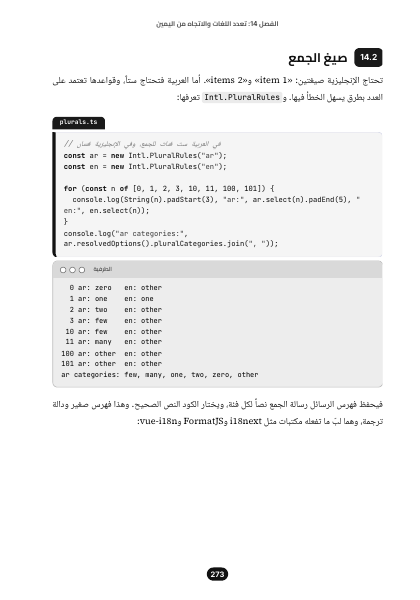 الفصل 14: تعدد اللغات والاتجاه من اليمين
14.2 صيغ الجمع
تحتاج الإنجليزية صيغتين: «1 item» و«2 items». أما العربية فتحتاج ستاً، وقواعدها تعتمد على
العدد بطرق يسهل الخطأ فيها. و Intl.PluralRules تعرفها:
plurals.ts
// في العربية ست فئات للجمع، وفي الإنجليزية فئتان
const ar = new Intl.PluralRules("ar");
const en = new Intl.PluralRules("en");
for (const n of [0, 1, 2, 3, 10, 11, 100, 101]) {
console.log(String(n).padStart(3), "ar:", ar.select(n).padEnd(5), "
en:", en.select(n));
}
console.log("ar categories:",
ar.resolvedOptions().pluralCategories.join(", "));
الطرفية
0 ar: zero en: other
1 ar: one en: one
2 ar: two en: other
3 ar: few en: other
10 ar: few en: other
11 ar: many en: other
100 ar: other en: other
101 ar: other en: other
ar categories: few, many, one, two, zero, other
فيحفظ فهرس الرسائل رسالة الجمع نصاً لكل فئة، ويختار الكود النص الصحيح. وهذا فهرس صغير ودالة
ترجمة، وهما لبّ ما تفعله مكتبات مثل i18next وFormatJS وvue-i18n:
273